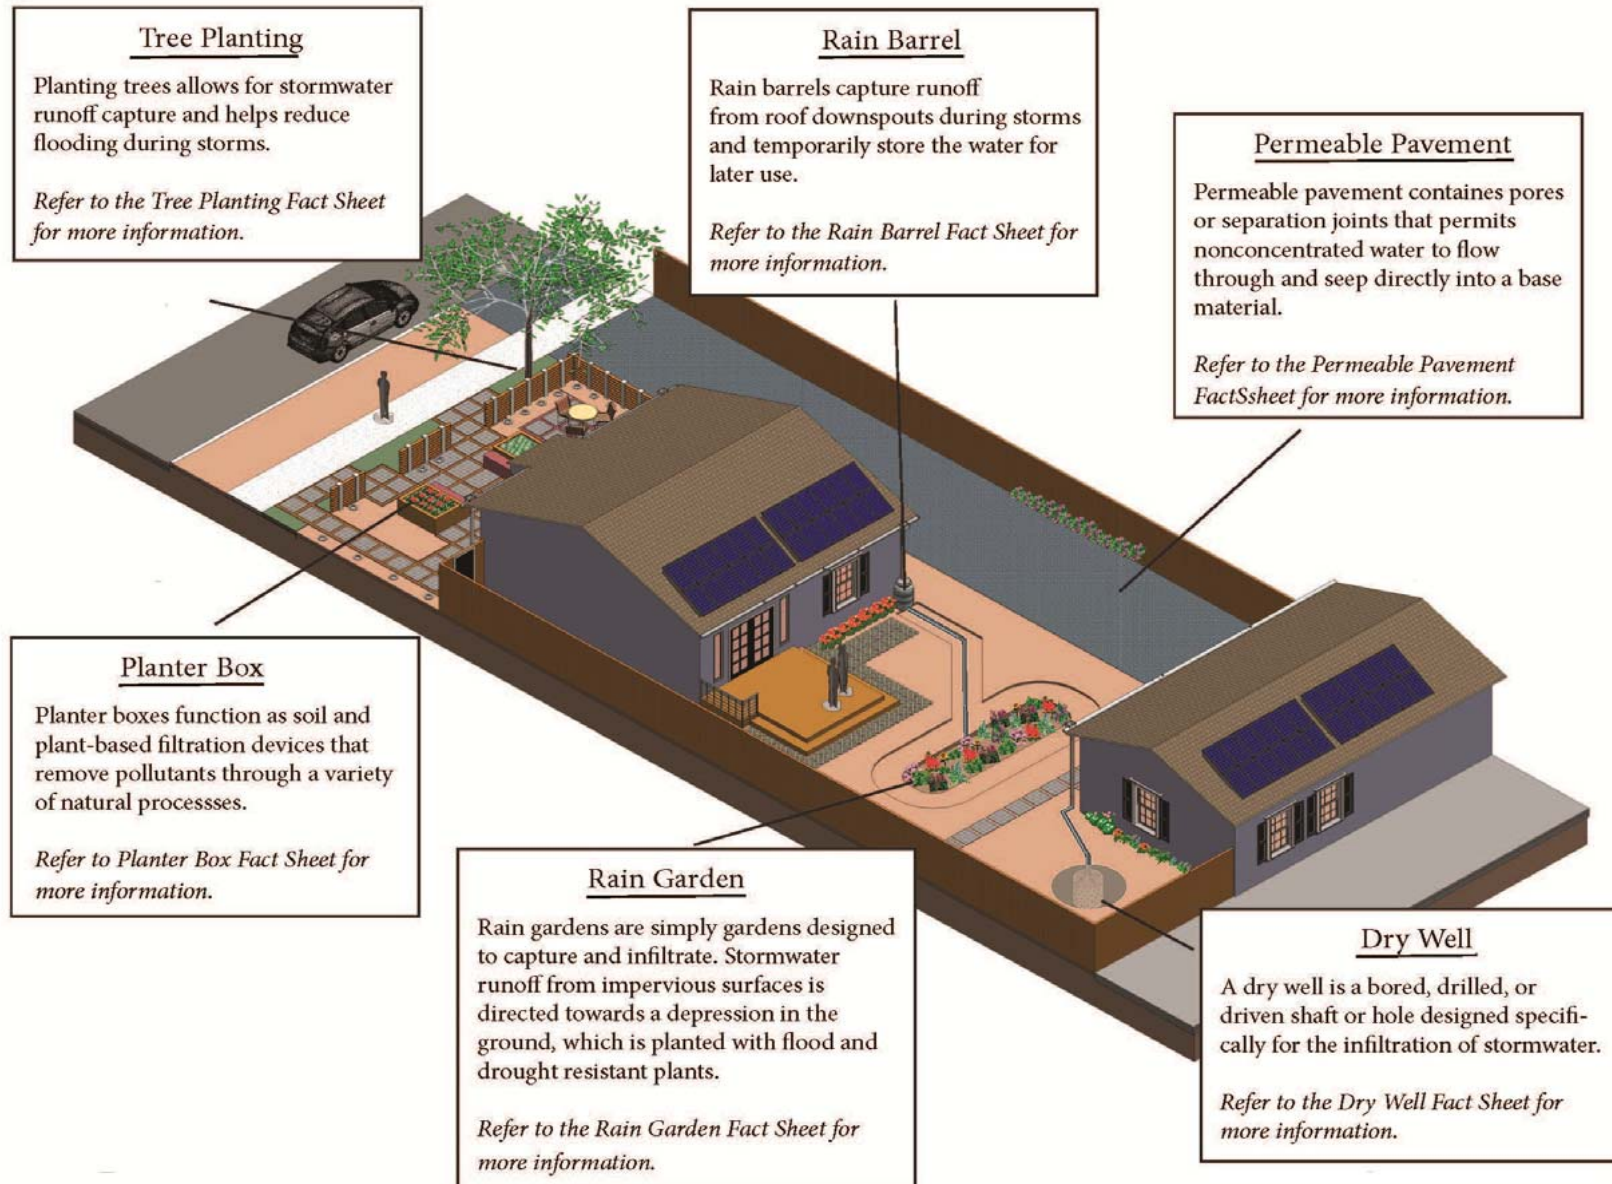 Tree Planting
Planting trees allows for stormwater
runoff capture and helps reduce
flooding during storms.
Refer to the Tree Planting Fact Sheet
for more information.
Rain Barrel
Rain barrels capture runoff
from roof downspouts during storms
and temporarily store the water for
later use.
Refer to the Rain Barrel Fact Sheet for
more information.
Permeable Pavement
Permeable pavement containes pores
or separation joints that permits
nonconcentrated water to flow
through and seep directly into a base
material.
Refer to the Permeable Pavement
FactSsheet for more information.
Planter Box
Planter boxes function as soil and
plant-based filtration devices that
remove pollutants through a variety
of natural processses.
Refer to Planter Box Fact Sheet for
more information.
Rain Garden
Rain gardens are simply gardens designed
to capture and infiltrate. Stormwater
runoff from impervious surfaces is
directed towards a depression in the
ground, which is planted with flood and
drought resistant plants.
Refer to the Rain Garden Fact Sheet for
more information.
Dry Well
A dry well is a bored, drilled, or
driven shaft or hole designed specifi-
cally for the infiltration of stormwater.
Refer to the Dry Well Fact Sheet for
more information.